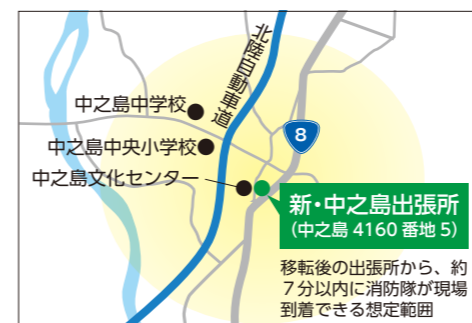 北陸自動車道
中之島中学校
8
中之島中央小学校
中之島文化センター
新・中之島出張所
(中之島 4160 番地 5)
移転後の出張所から、約
７分以内に消防隊が現場
到着できる想定範囲